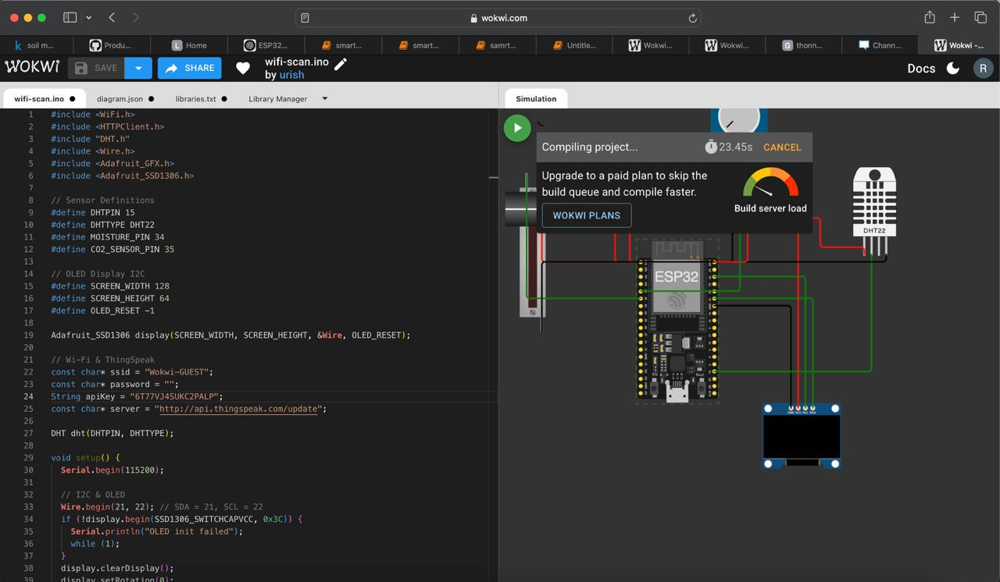 wokwi.com
soil m...
Produ...
Home
ESP32...
smart...
smart...
samrt...
Untitle...
Wokwi...
Wokwi...
thonn...
Chann...
Wokwi -...
WOKWI
SAVE
SHARE
wifi-scan.ino
by urish
Docs
R
wifi-scan.ino
diagram.json
libraries.txt
Library Manager
Simulation
1 #include <WiFi.h>
2 #include <HTTPClient.h>
3 #include "DHT.h"
4 #include <Wire.h>
5 #include <Adafruit_GFX.h>
6 #include <Adafruit_SSD1306.h>
7
8 // Sensor Definitions
9 #define DHTPIN 15
10 #define DHTTYPE DHT22
11 #define MOISTURE_PIN 34
12 #define CO2_SENSOR_PIN 35
13
14 // OLED Display I2C
15 #define SCREEN_WIDTH 128
16 #define SCREEN_HEIGHT 64
17 #define OLED_RESET -1
18
19 Adafruit_SSD1306 display(SCREEN_WIDTH, SCREEN_HEIGHT, &Wire, OLED_RESET);
20
21 // Wi-Fi & ThingSpeak
22 const char* ssid = "Wokwi-GUEST";
23 const char* password = "";
24 String apiKey = "6T77VJ4SUKC2PALP";
25 const char* server = "http://api.thingspeak.com/update";
26
27 DHT dht(DHTPIN, DHTTYPE);
28
29 void setup() {
30 Serial.begin(115200);
31
32 // I2C & OLED
33 Wire.begin(21, 22); // SDA = 21, SCL = 22
34 if (!display.begin(SSD1306_SWITCHCAPVCC, 0x3C)) {
35 Serial.println("OLED init failed");
36 while (1);
37 }
38 display.clearDisplay();
39 display.setRotation(0);
Compiling project...
23.45s
CANCEL
Upgrade to a paid plan to skip the
build queue and compile faster.
WOKWI PLANS
Build server load
DHT22
ESP32
EN
Boot
GND VCC SCL SDA